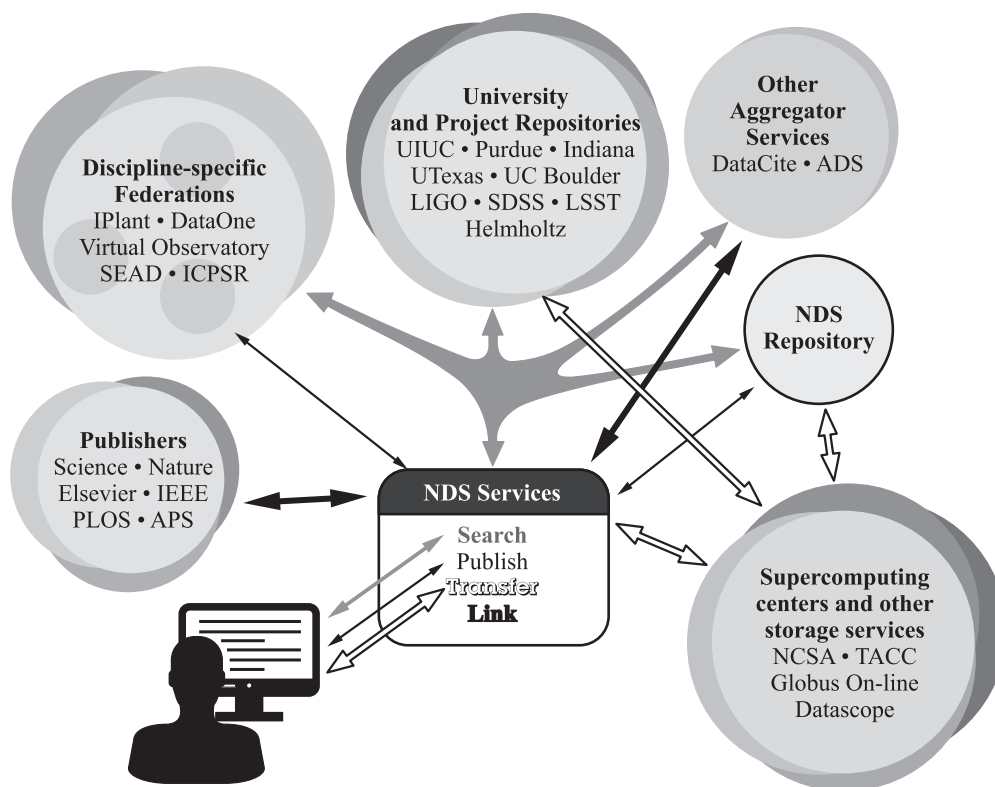 University
and Project Repositories
UIUC • Purdue • Indiana
UTexas • UC Boulder
LIGO • SDSS • LSST
Helmholtz
Other
Aggregator
Services
DataCite • ADS
Discipline-specific
Federations
IPlant • DataOne
Virtual Observatory
SEAD • ICPSR
NDS
Repository
Publishers
Science • Nature
Elsevier • IEEE
PLOS • APS
NDS Services
Search
Publish
Transfer
Link
Supercomputing
centers and other
storage services
NCSA • TACC
Globus On-line
Datascope